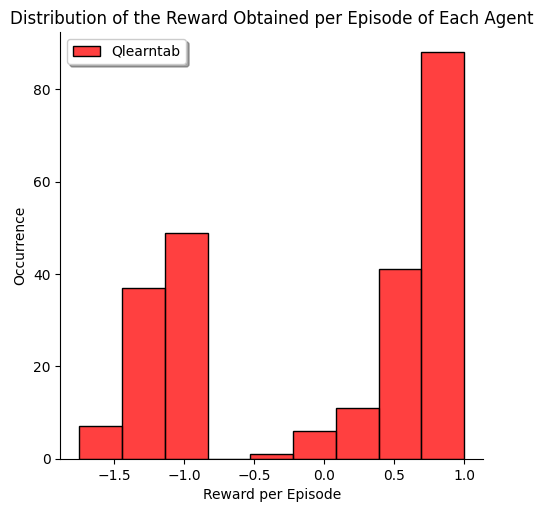 Distribution of the Reward Obtained per Episode of Each Agent
Qlearntab
80
60
40
20
0
Occurrence
−1.5 −1.0 −0.5 0.0 0.5 1.0
Reward per Episode